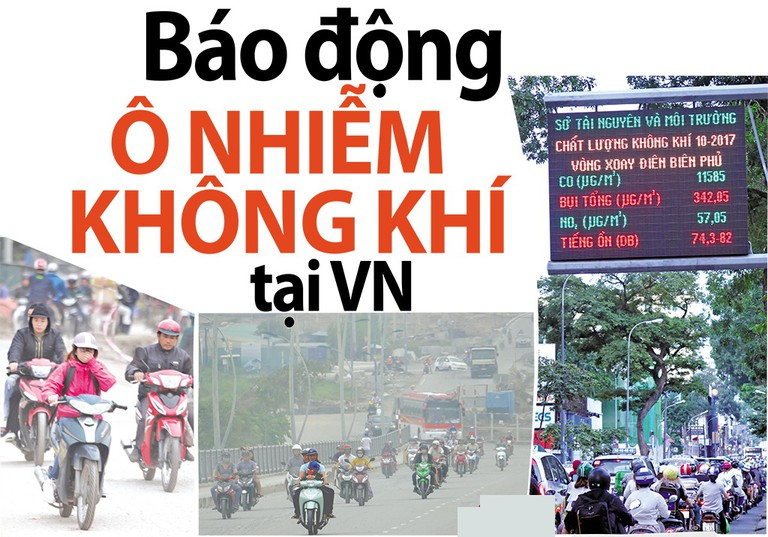 Báo động
Ô NHIỄM
KHÔNG KHÍ
tại VN
SỞ TÀI NGUYÊN VÀ MÔI TRƯỜNG
CHẤT LƯỢNG KHÔNG KHÍ 10-2017
VÒNG XOAY ĐIỆN BIÊN PHỦ
CO (µG/M³) 11585
BỤI TỔNG (µG/M³) 342,05
NO₂ (µG/M³) 57,05
TIẾNG ỒN (DB) 74,3-82